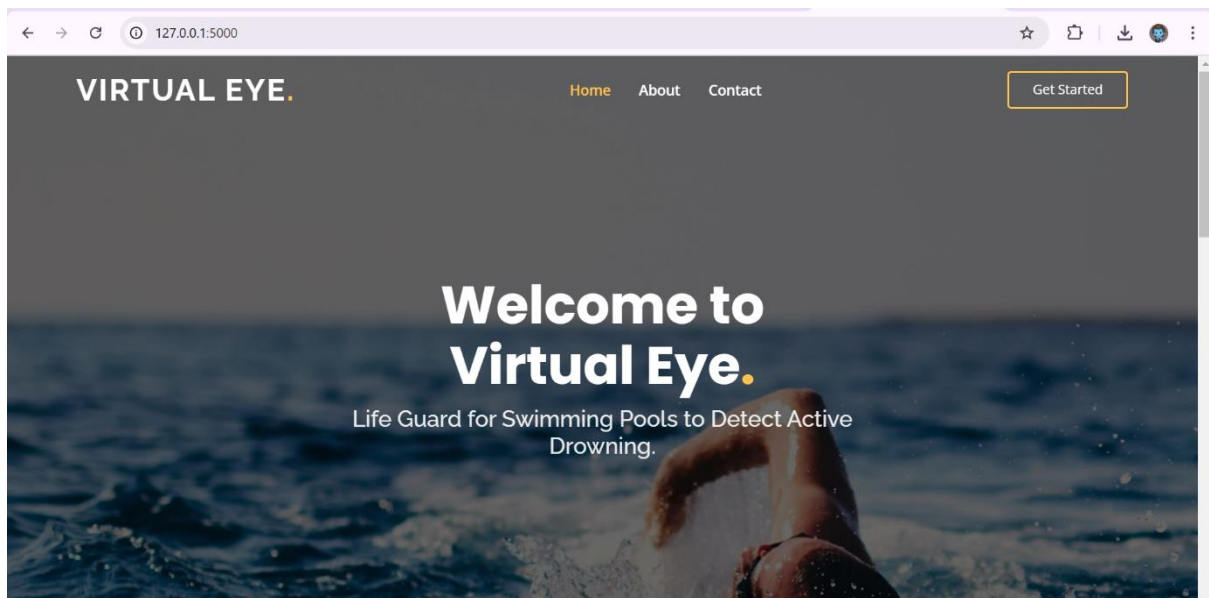 127.0.0.1:5000
VIRTUAL EYE.
Home About Contact
Get Started
Welcome to
Virtual Eye.
Life Guard for Swimming Pools to Detect Active
Drowning.